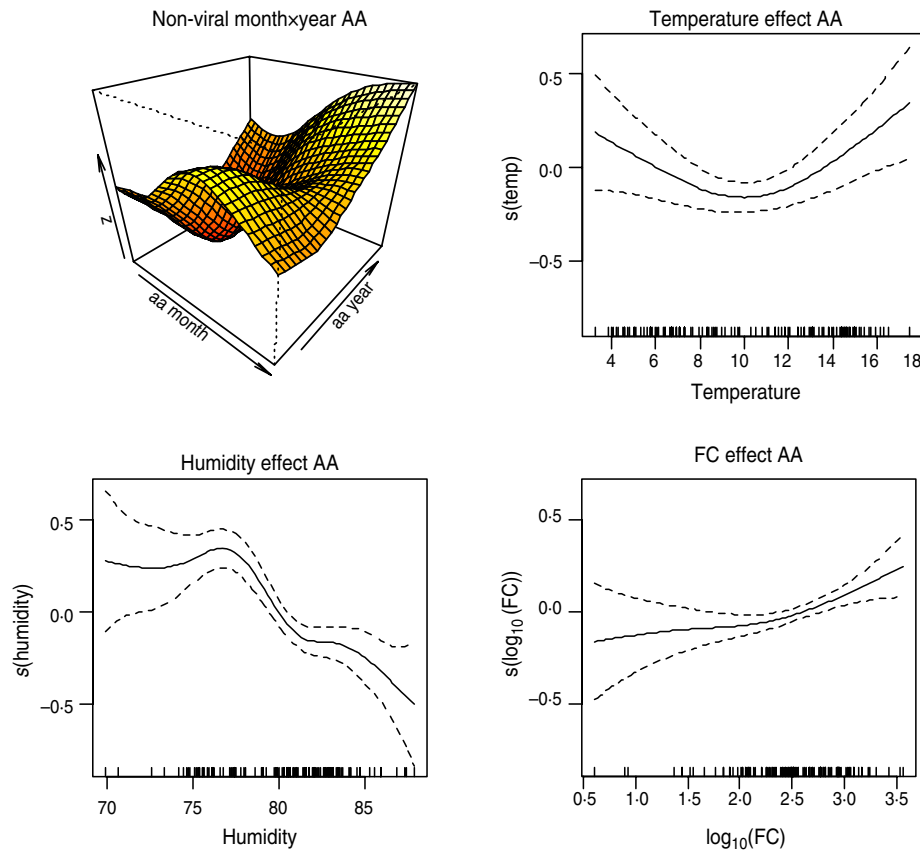 Non-viral month×year AA
z
aa month
aa year
Temperature effect AA
s(temp)
0·5
0·0
−0·5
4 6 8 10 12 14 16 18
Temperature
Humidity effect AA
s(humidity)
0·5
0·0
−0·5
70 75 80 85
Humidity
FC effect AA
s(log10 (FC))
0·5
0·0
−0·5
0·5 1·0 1·5 2·0 2·5 3·0 3·5
log10(FC)